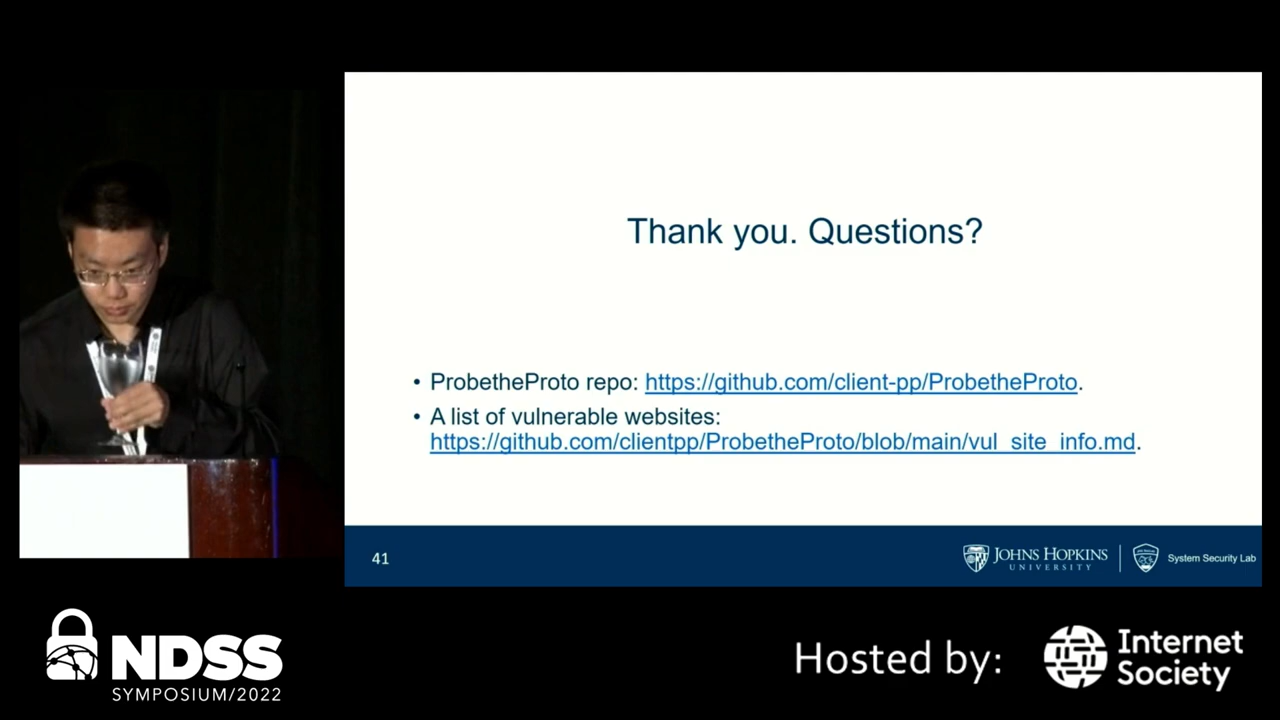 Thank you. Questions?
• ProbetheProto repo: https://github.com/client-pp/ProbetheProto.
• A list of vulnerable websites:
https://github.com/clientpp/ProbetheProto/blob/main/vul_site_info.md.
41
JOHNS HOPKINS
UNIVERSITY
System Security Lab
NDSS
SYMPOSIUM/2022
Hosted by:
Internet
Society